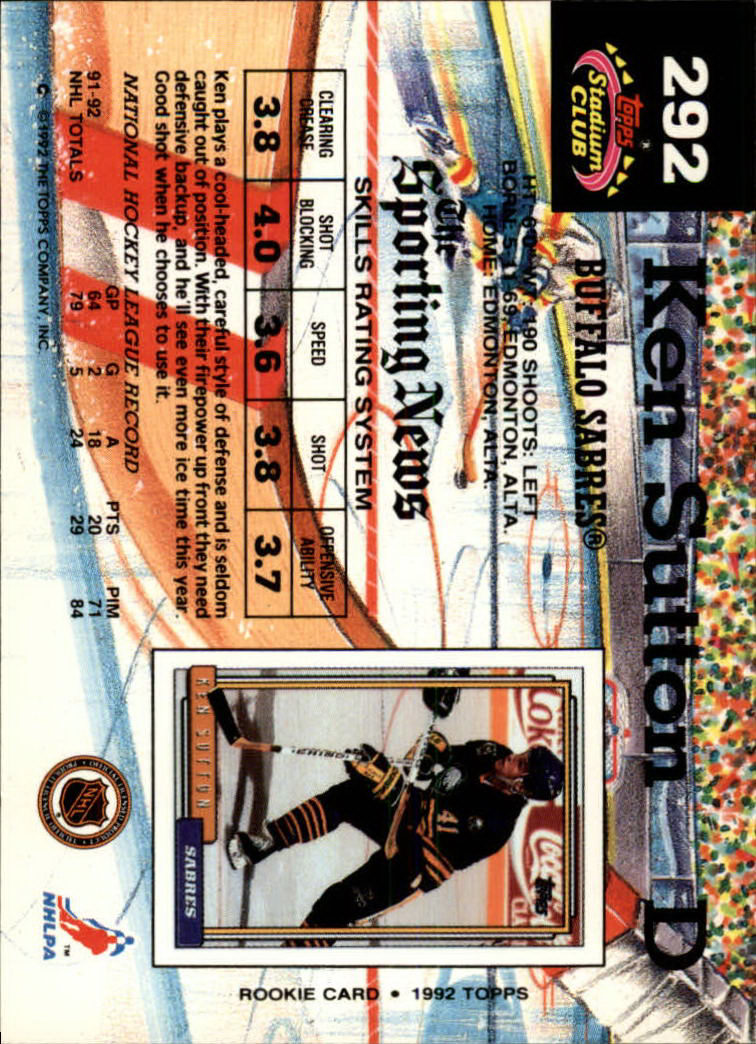 292
Topps
Stadium
CLUB
Ken Sutton D
BUFFALO SABRES®
HT: 6-0 WT: 190 SHOOTS: LEFT
BORN: 5-11-69, EDMONTON, ALTA.
HOME: EDMONTON, ALTA.
The
Sporting News
SKILLS RATING SYSTEM
CLEARING CREASE SHOT BLOCKING SPEED SHOT OFFENSIVE ABILITY
3.8 4.0 3.6 3.8 3.7
Ken plays a cool-headed, careful style of defense and is seldom
caught out of position. With their firepower up front they need
defensive backup, and he'll see even more ice time this year.
Good shot when he chooses to use it.
NATIONAL HOCKEY LEAGUE RECORD
GP G A PTS PIM
91-92 64 2 18 20 71
NHL TOTALS 79 5 24 29 84
C ©1992 THE TOPPS COMPANY, INC.
41
Topps
KEN SUTTON
SABRES
ROOKIE CARD • 1992 TOPPS
NHL
NHLPA
TM